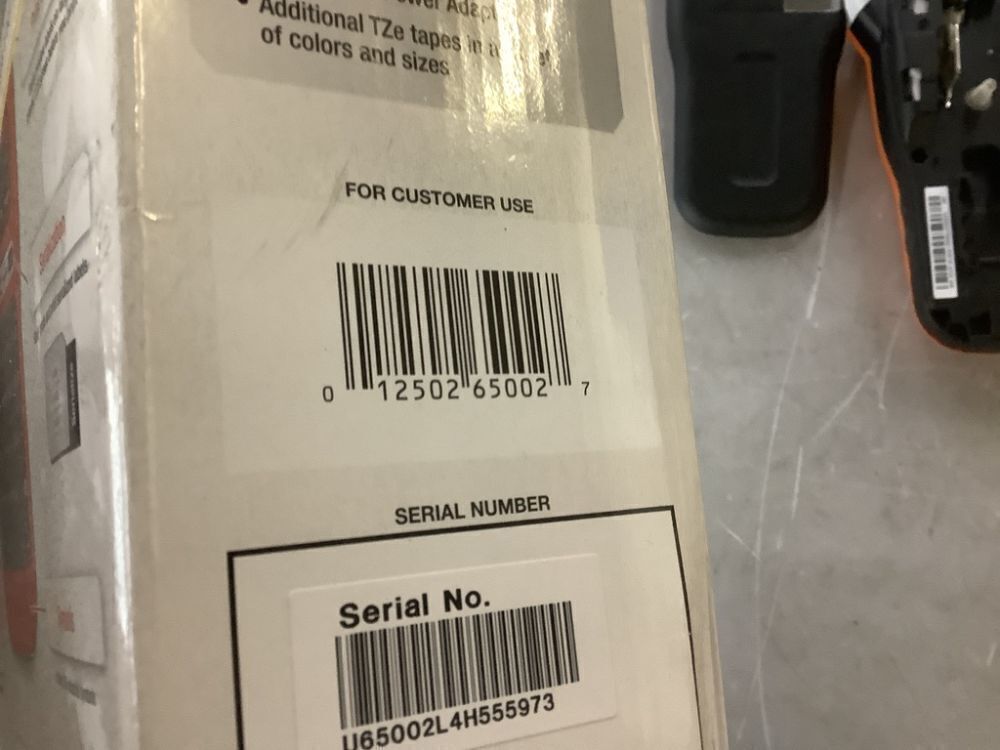 Additional TZe tapes in a
of colors and sizes
FOR CUSTOMER USE
0 12502 65002 7
SERIAL NUMBER
Serial No.
U65002L4H555973